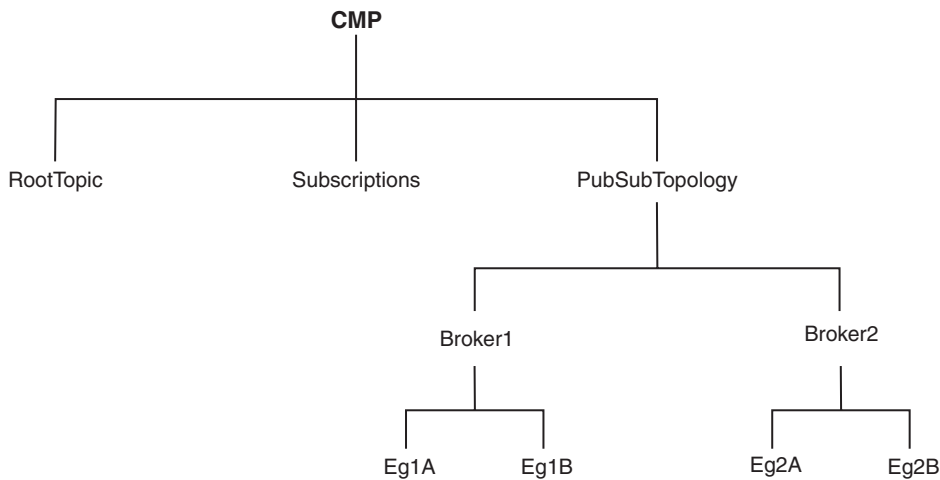 CMP
RootTopic
Subscriptions
PubSubTopology
Broker1
Broker2
Eg1A
Eg1B
Eg2A
Eg2B